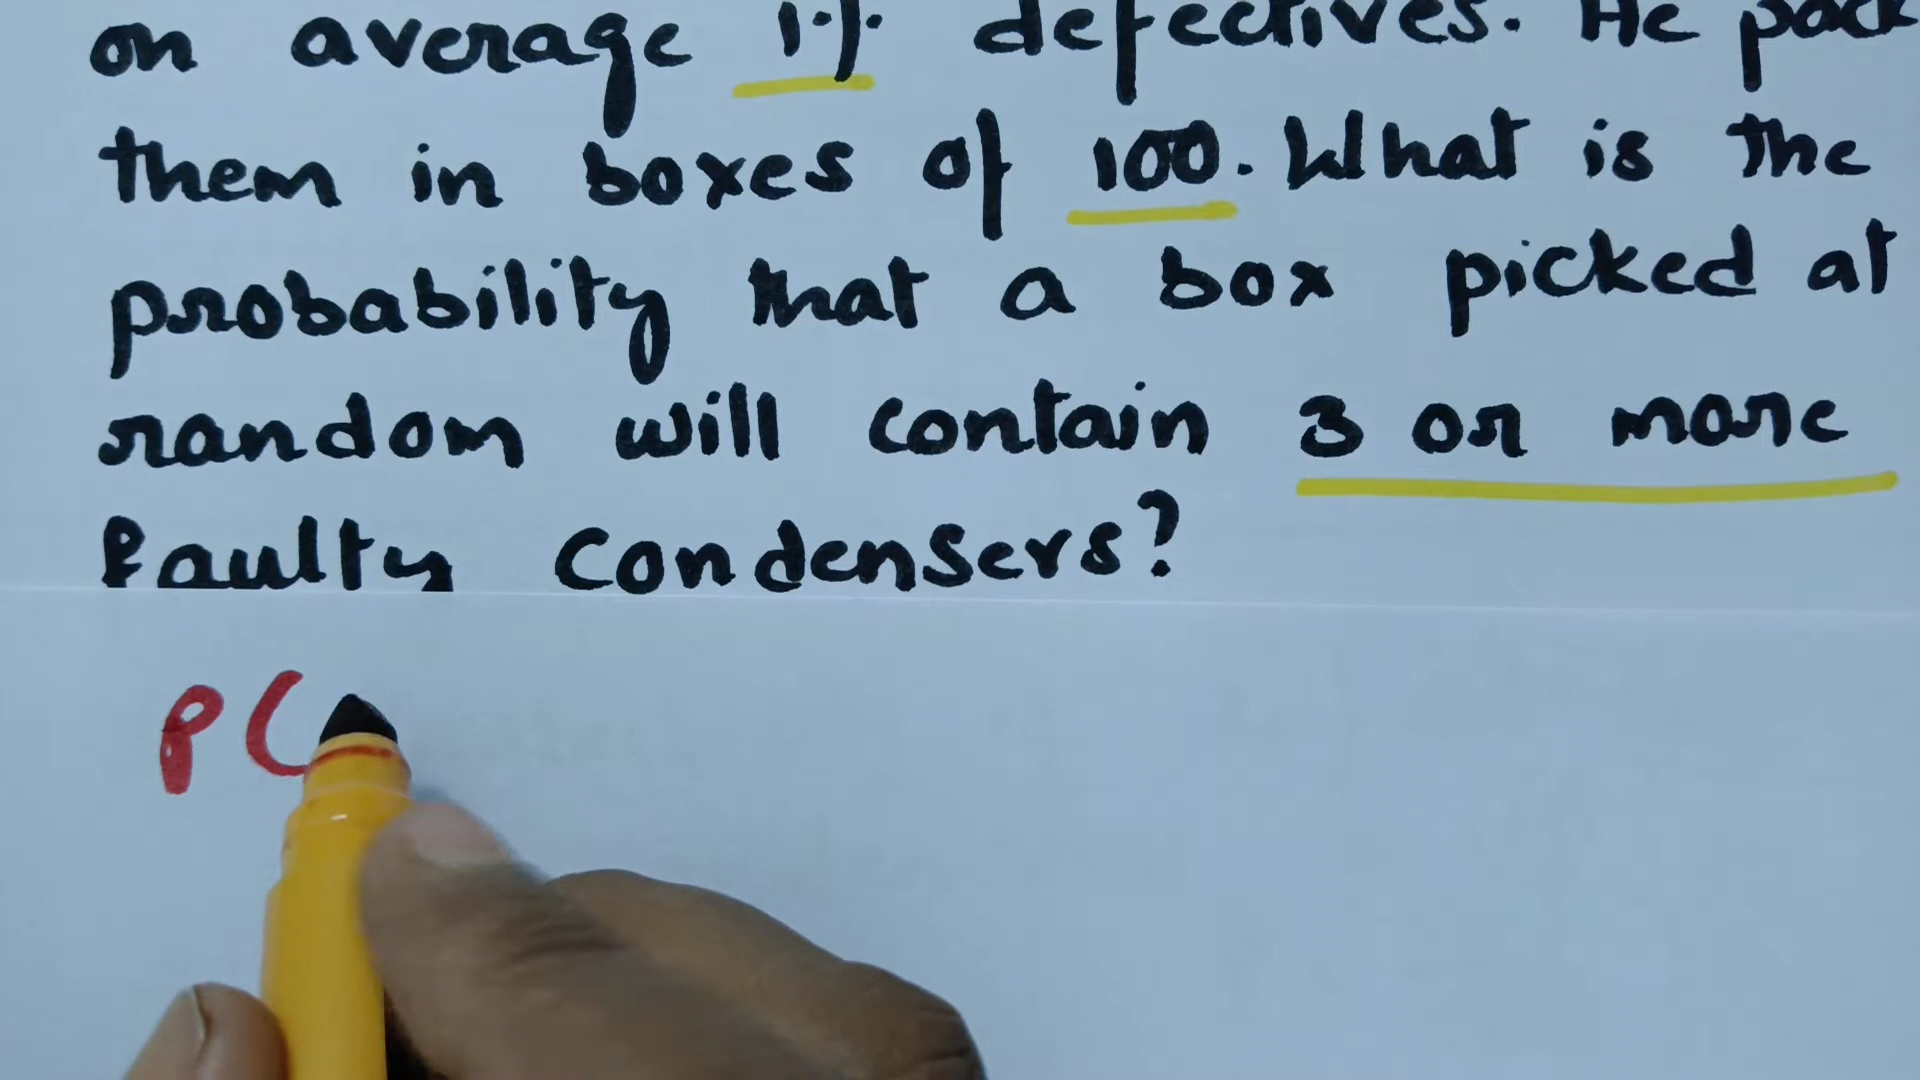 on average 1% defectives. He pack
them in boxes of 100. What is the
probability that a box picked at
random will contain 3 or more
faulty condensers?
P(